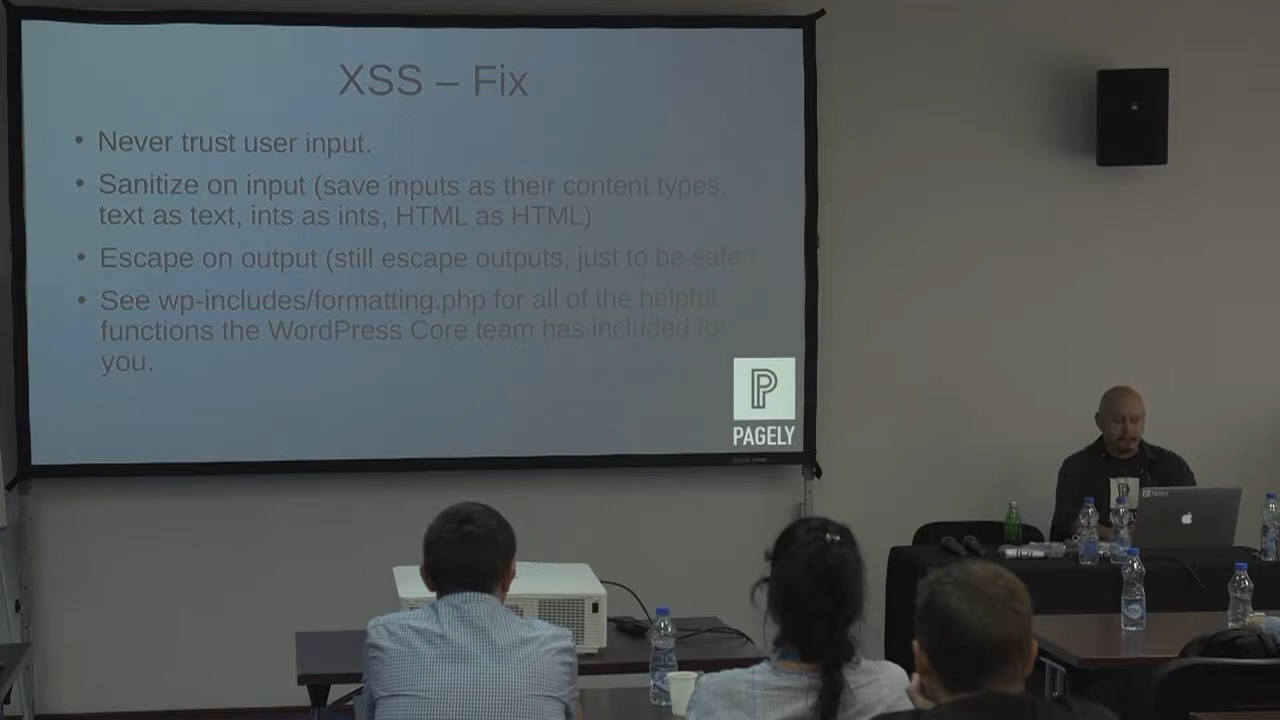 XSS – Fix
• Never trust user input.
• Sanitize on input (save inputs as their content types,
text as text, ints as ints, HTML as HTML)
• Escape on output (still escape outputs, just to be safe.)
• See wp-includes/formatting.php for all of the helpful
functions the WordPress Core team has included for
you.
P
PAGELY